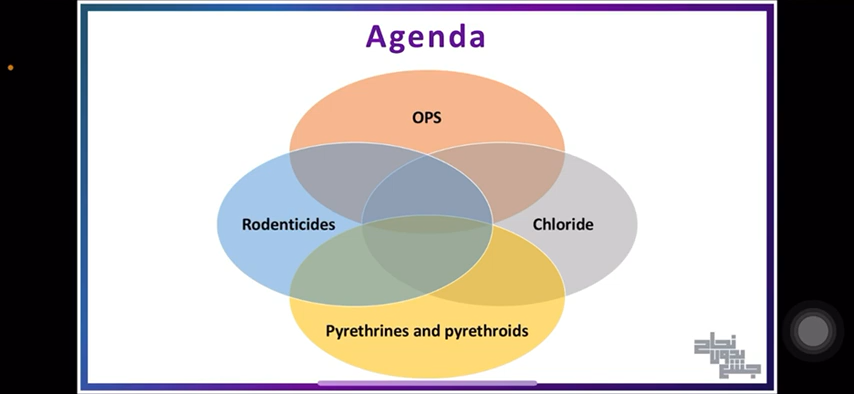 Agenda
OPS
Rodenticides
Chloride
Pyrethrines and pyrethroids